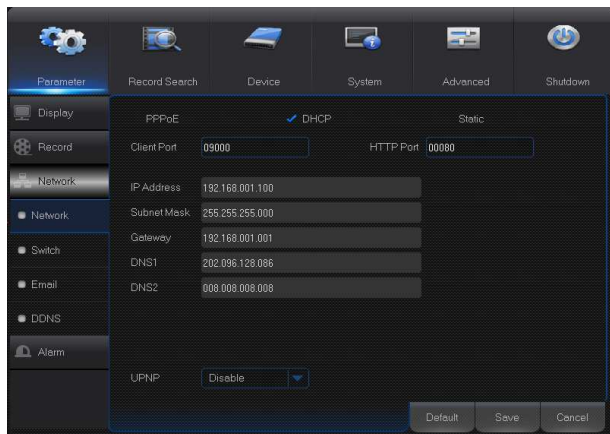 Parameter Record Search Device System Advanced Shutdown
Display
Record
Network
Network
Switch
Email
DDNS
Alarm
PPPoE DHCP Static
Client Port 09000 HTTP Port 00080
IP Address 192.168.001.100
Subnet Mask 255.255.255.000
Gateway 192.168.001.001
DNS1 202.096.128.086
DNS2 008.008.008.008
UPNP Disable
Default Save Cancel